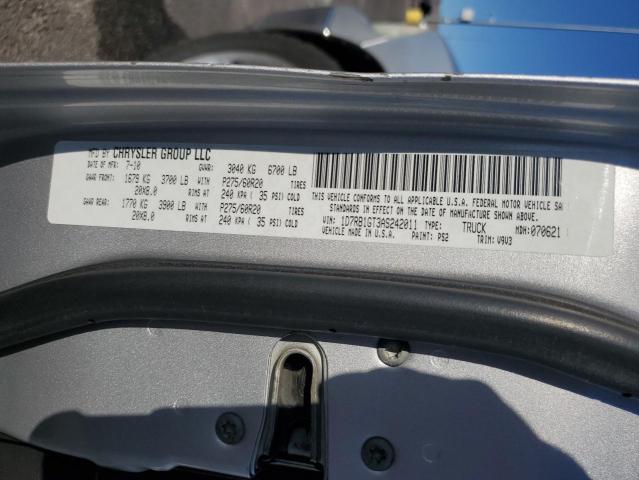 MFD BY CHRYSLER GROUP LLC
DATE OF MFR: 7-10 GVWR: 3040 KG 6700 LB
GAWR FRONT: 1679 KG 3700 LB WITH P275/60R20 TIRES
20X8.0 RIMS AT 240 KPA ( 35 PSI) COLD
GAWR REAR: 1770 KG 3900 LB WITH P275/60R20 TIRES
20X8.0 RIMS AT 240 KPA ( 35 PSI) COLD
THIS VEHICLE CONFORMS TO ALL APPLICABLE U.S.A. FEDERAL MOTOR VEHICLE
STANDARDS IN EFFECT ON THE DATE OF MANUFACTURE SHOWN ABOVE.
VIN: 1D7RB1GT3AS242011 TYPE: TRUCK MDH: 070621
VEHICLE MADE IN U.S.A. PAINT: PS2 TRIM: V9V3